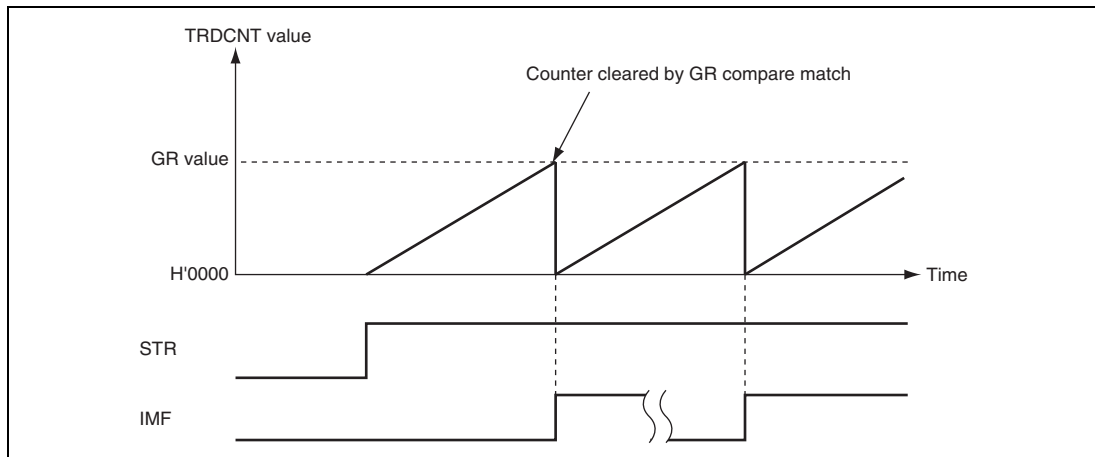 TRDCNT value
Counter cleared by GR compare match
GR value
H'0000
Time
STR
IMF